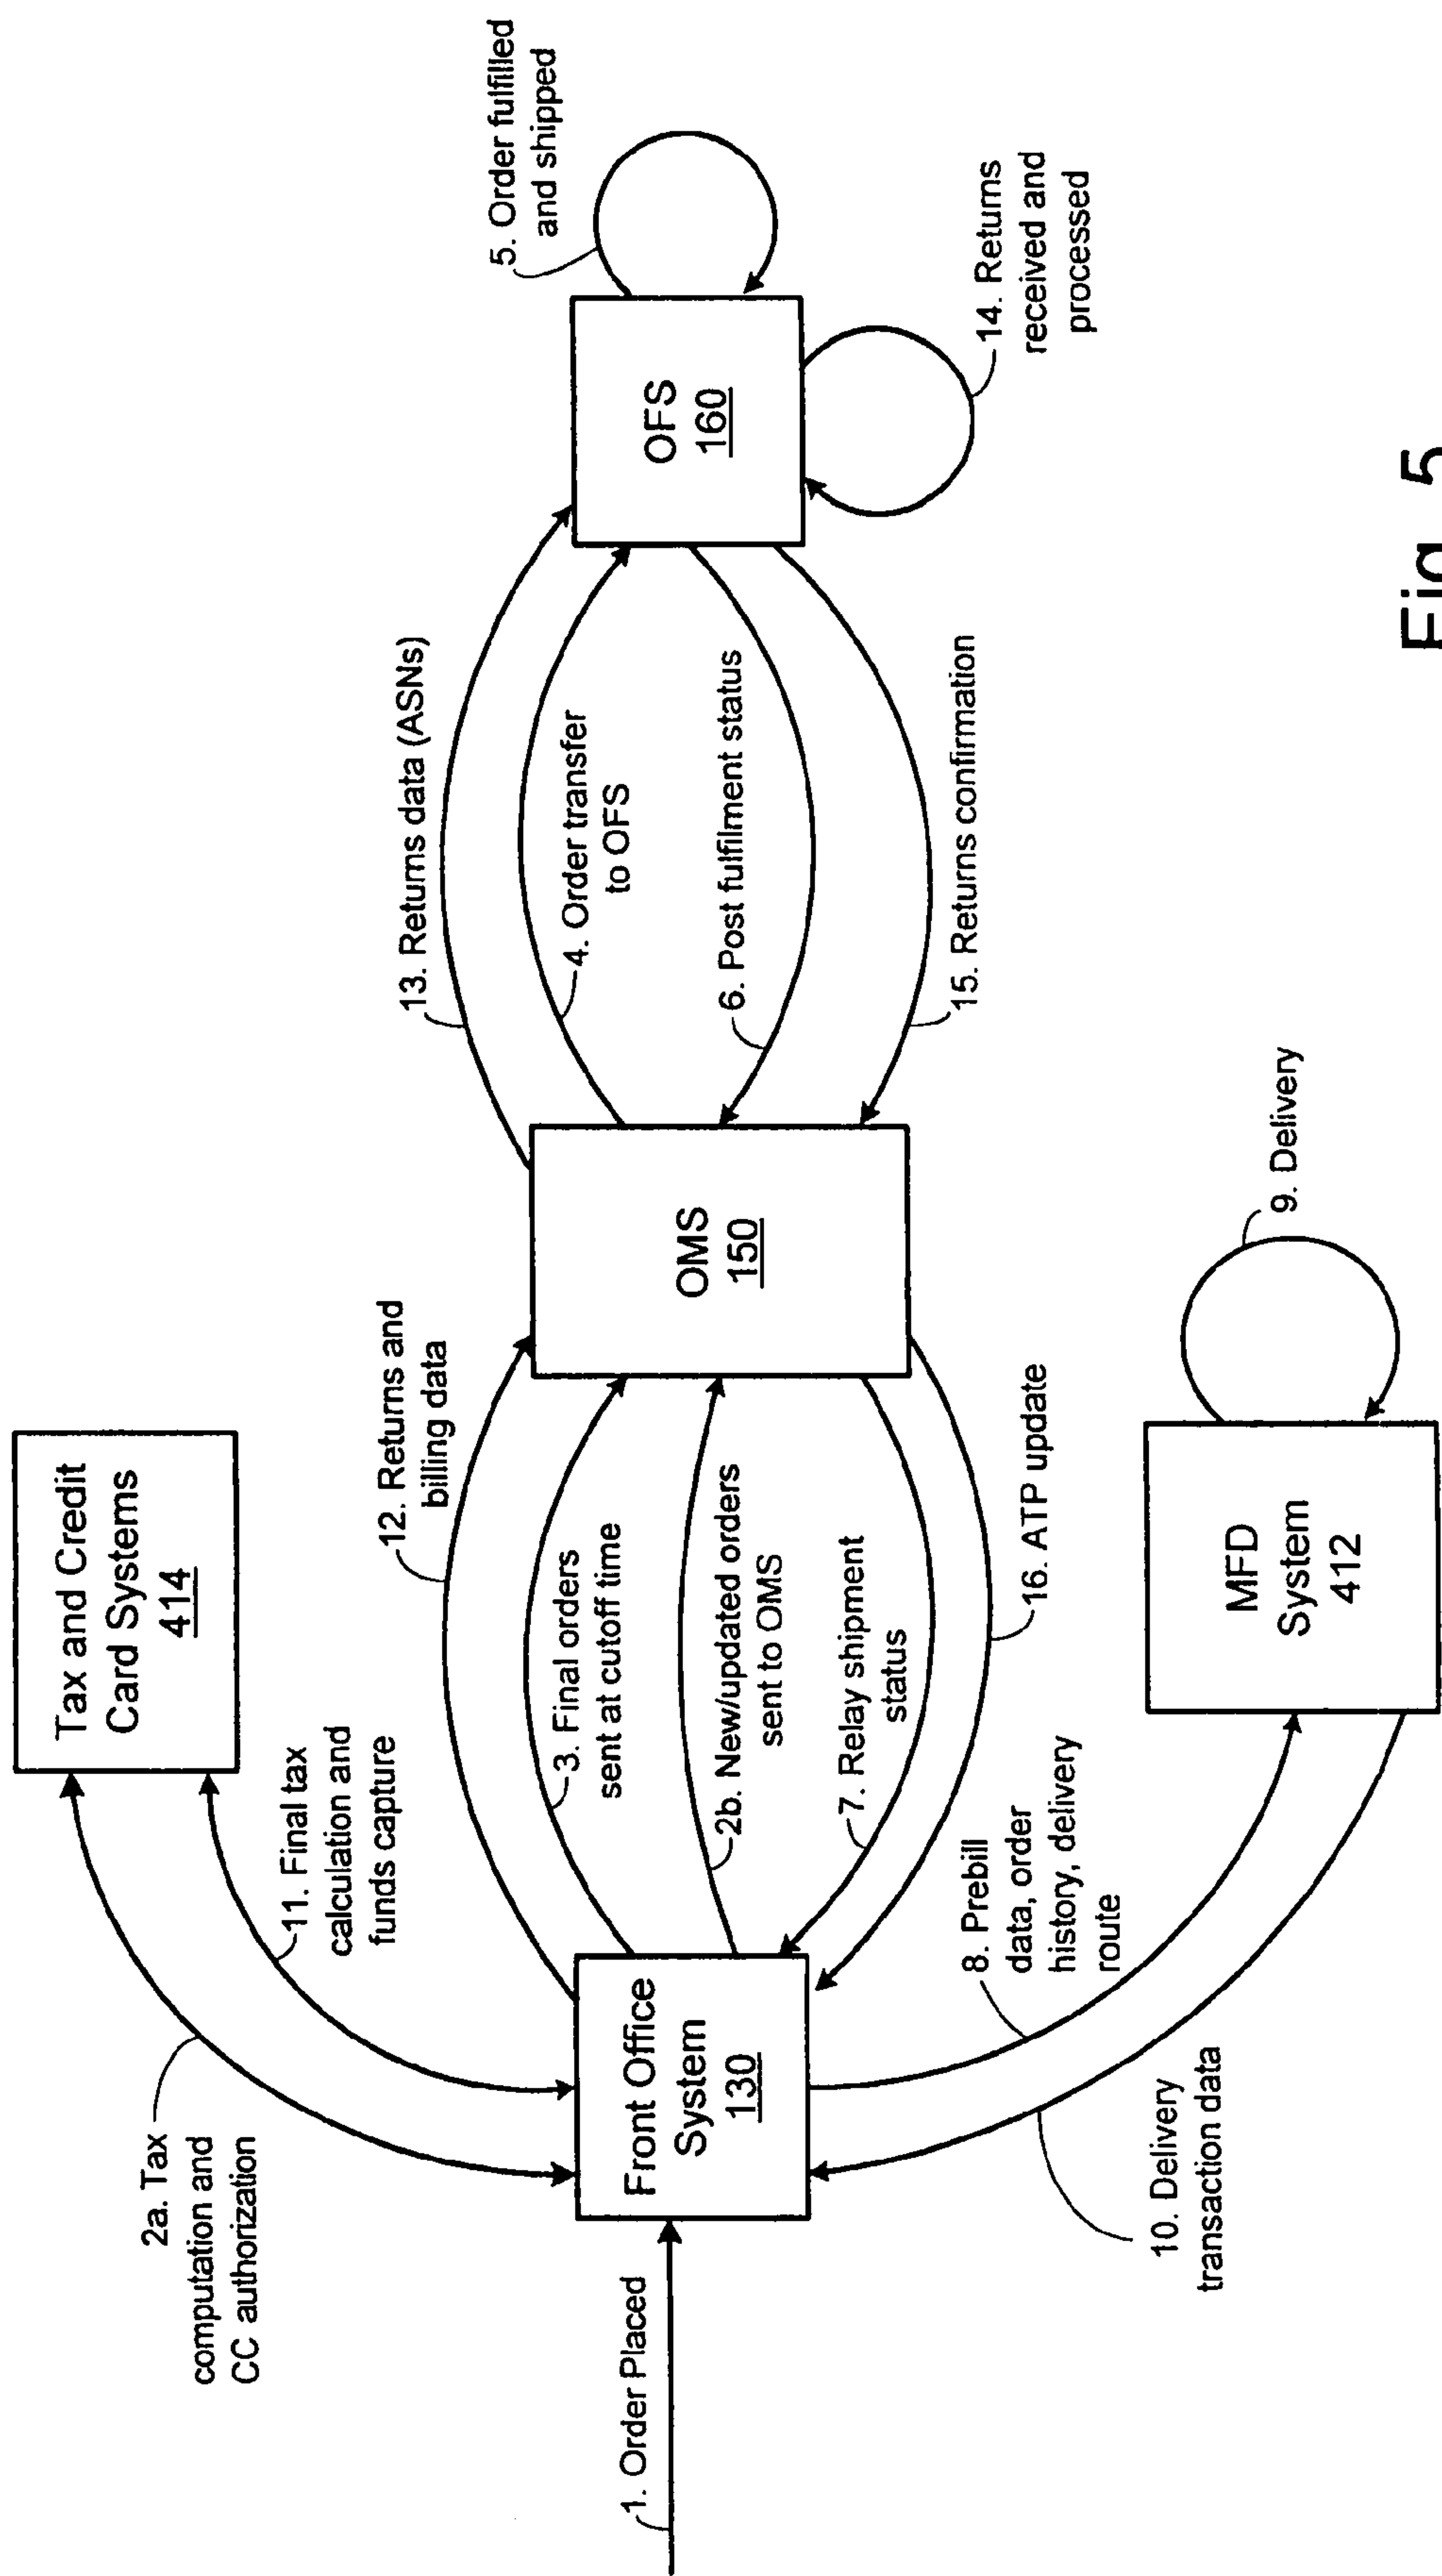 Tax and Credit
Card Systems
414
2a. Tax
computation and
CC authorization
11. Final tax
calculation and
funds capture
12. Returns and
billing data
13. Returns data (ASNs)
5. Order fulfilled
and shipped
3. Final orders
sent at cutoff time
4. Order transfer
to OFS
1. Order Placed
Front Office
System
130
2b. New/updated orders
sent to OMS
OMS
150
OFS
160
6. Post fulfilment status
7. Relay shipment
status
15. Returns confirmation
14. Returns
received and
processed
16. ATP update
8. Prebill
data, order
history, delivery
route
10. Delivery
transaction data
MFD
System
412
9. Delivery
Fig. 5